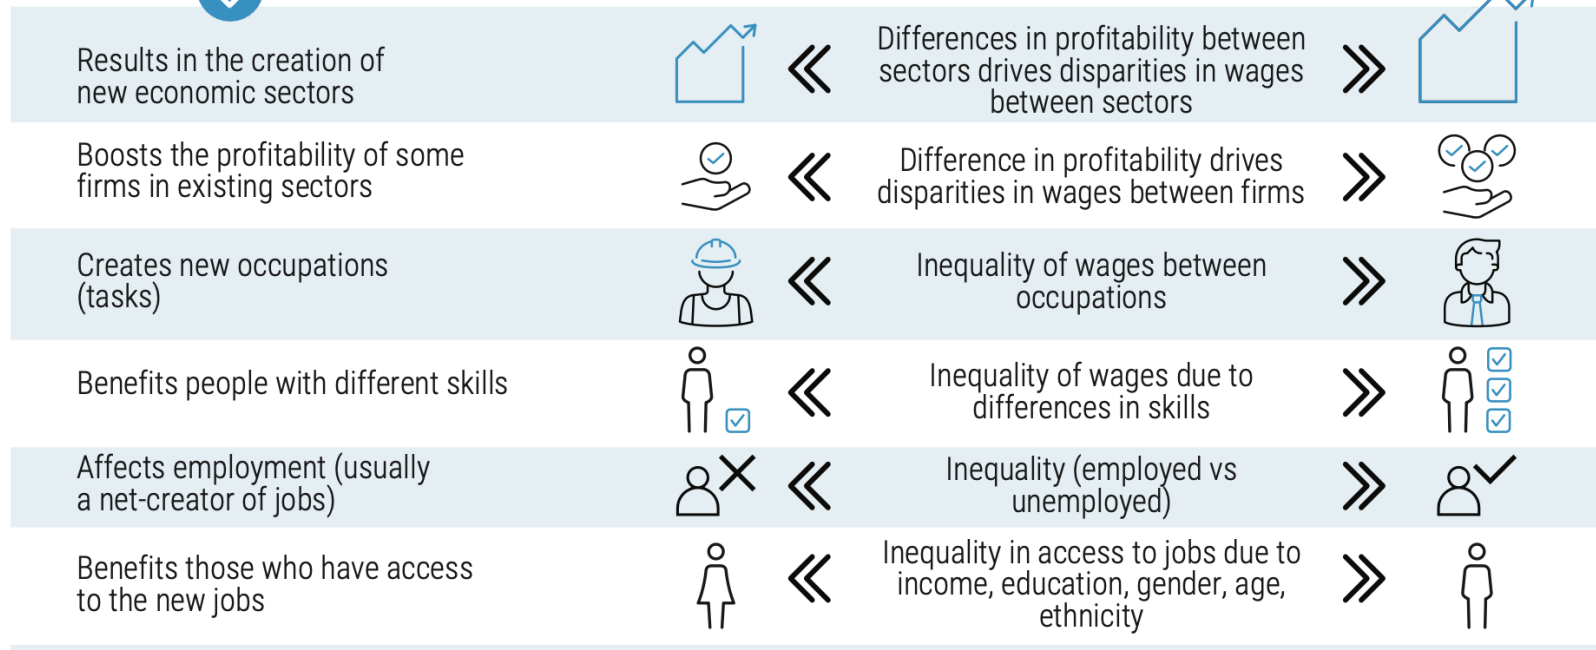 Results in the creation of
new economic sectors
Differences in profitability between
sectors drives disparities in wages
between sectors
Boosts the profitability of some
firms in existing sectors
Difference in profitability drives
disparities in wages between firms
Creates new occupations
(tasks)
Inequality of wages between
occupations
Benefits people with different skills
Inequality of wages due to
differences in skills
Affects employment (usually
a net-creator of jobs)
Inequality (employed vs
unemployed)
Benefits those who have access
to the new jobs
Inequality in access to jobs due to
income, education, gender, age,
ethnicity